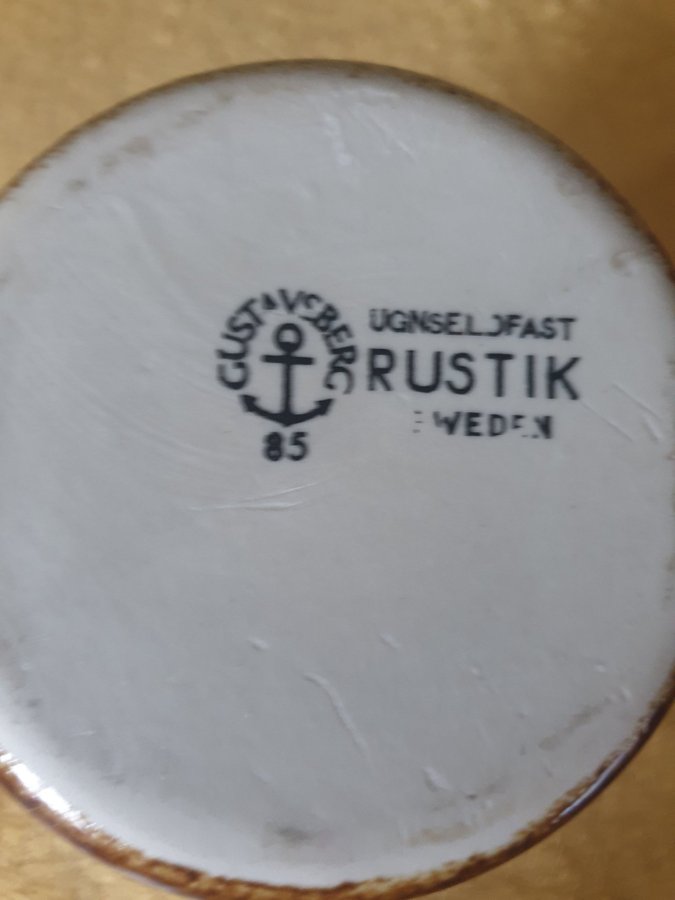 GUSTAVSBERG
85
UGNSELDFAST
RUSTIK
SWEDEN